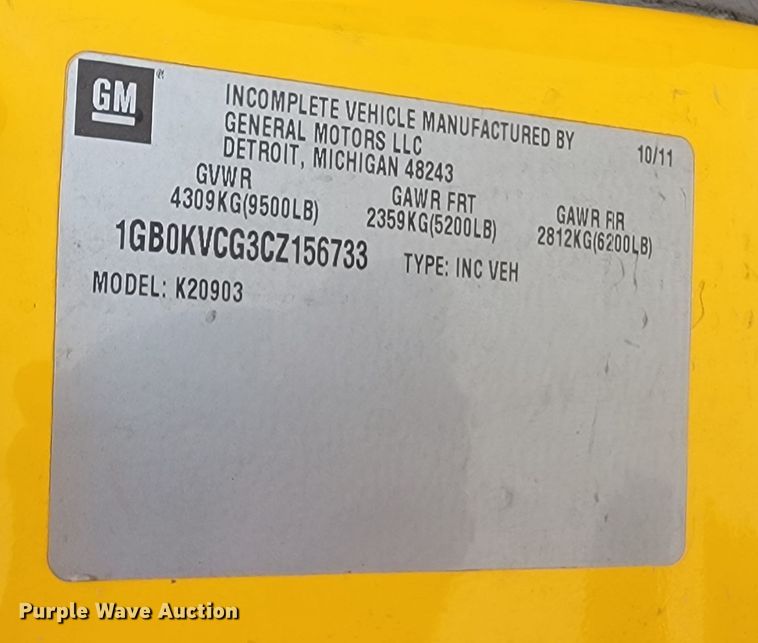 GM
INCOMPLETE VEHICLE MANUFACTURED BY
GENERAL MOTORS LLC
DETROIT, MICHIGAN 48243
10/11
GVWR
4309KG(9500LB)
GAWR FRT
2359KG(5200LB)
GAWR RR
2812KG(6200LB)
1GB0KVCG3CZ156733
TYPE: INC VEH
MODEL: K20903
Purple Wave Auction